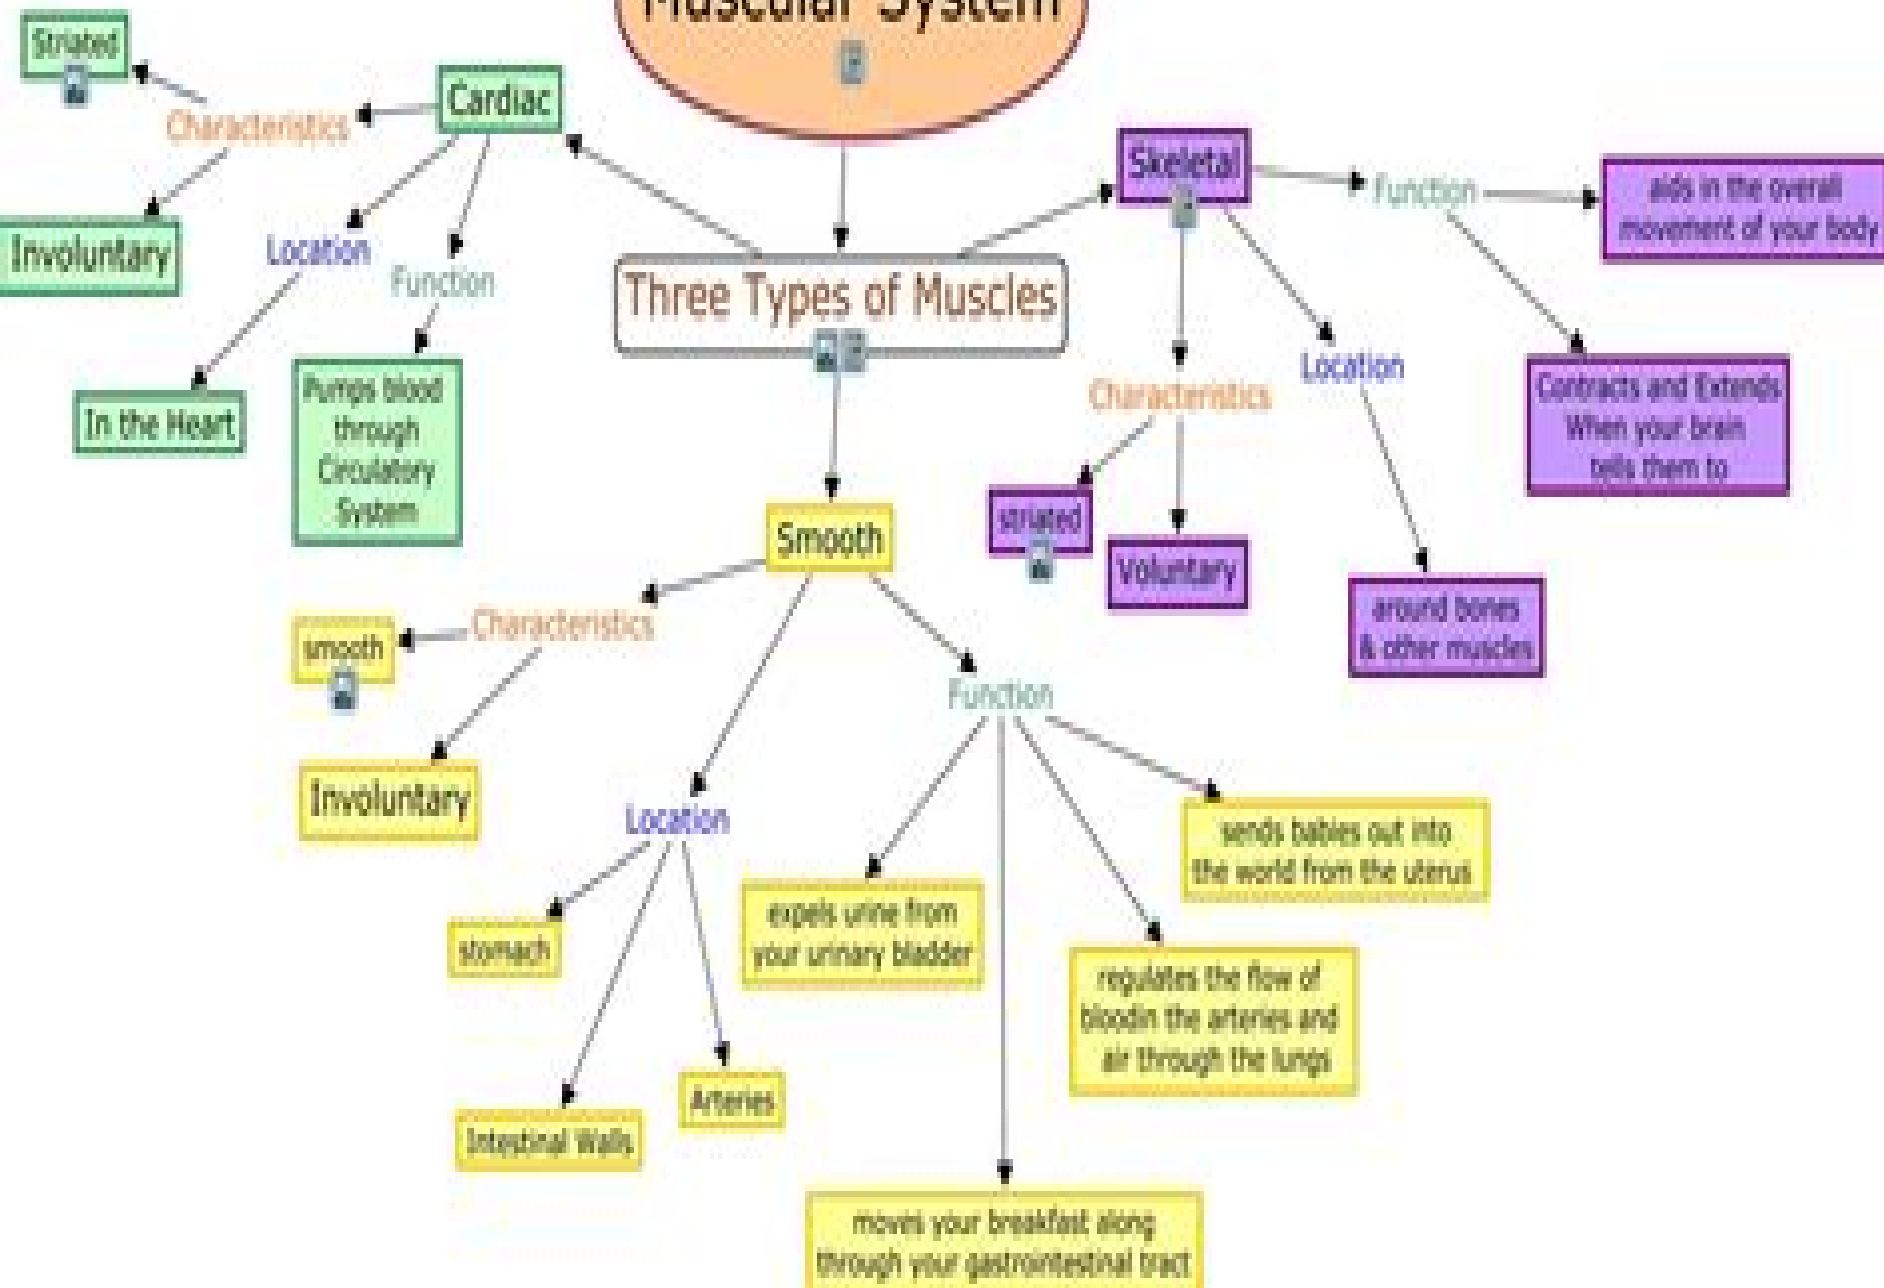 Muscular System
Striated
Cardiac
Characteristics
Involuntary
Location
Function
In the Heart
Pumps blood
through
Circulatory
System
Three Types of Muscles
Skeletal
Function
aids in the overall
movement of your body
Contracts and Extends
When your brain
tells them to
Location
around bones
& other muscles
Characteristics
striated
Voluntary
Smooth
Characteristics
smooth
Involuntary
Location
stomach
Intestinal Walls
Arteries
Function
expels urine from
your urinary bladder
sends babies out into
the world from the uterus
regulates the flow of
bloodin the arteries and
air through the lungs
moves your breakfast along
through your gastrointestinal tract